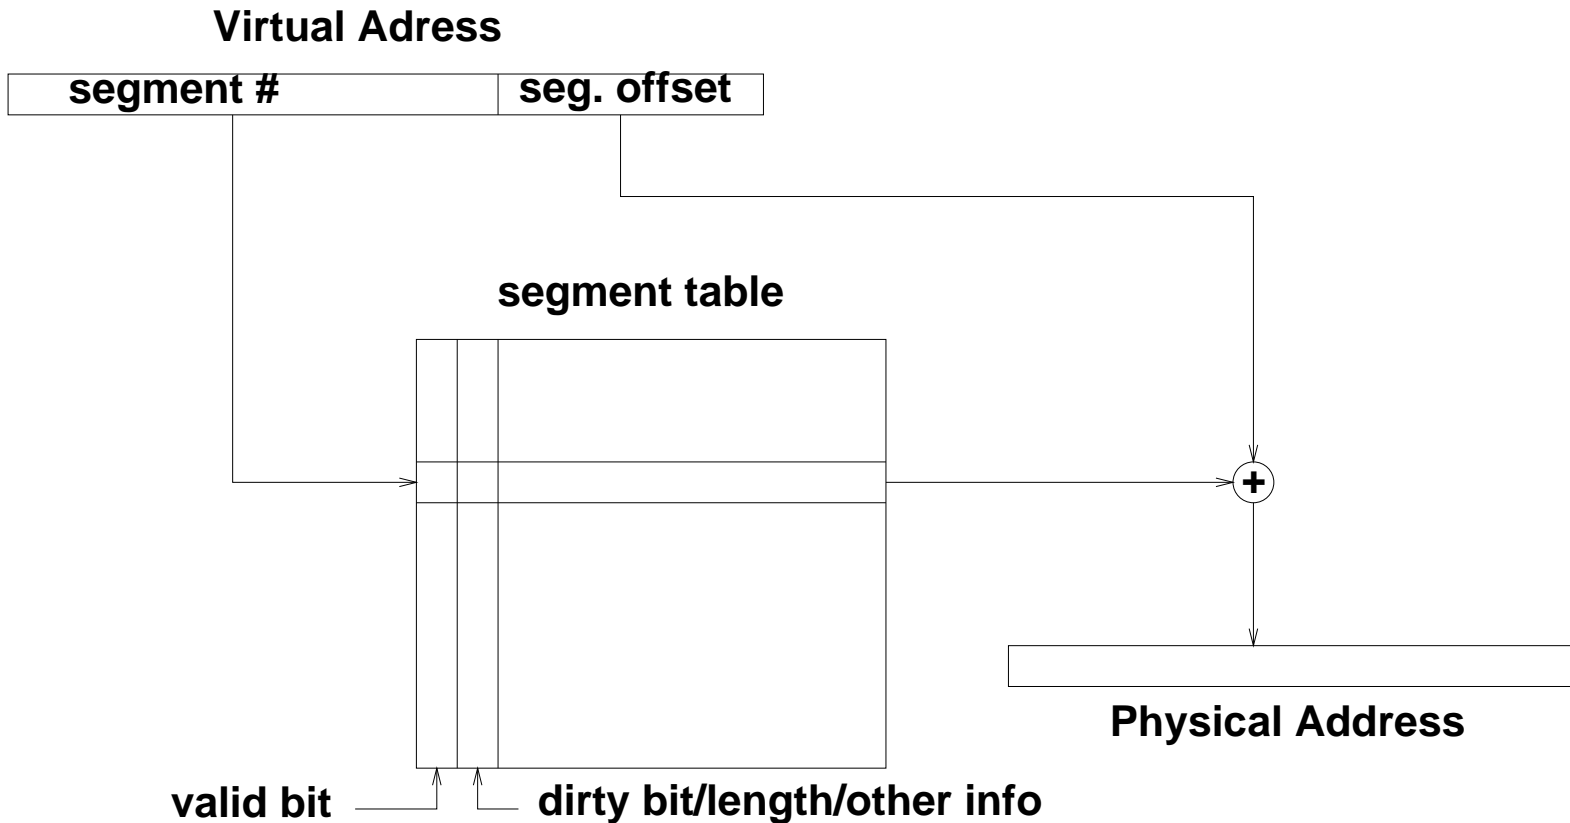 Virtual Adress
segment #
seg. offset
segment table
+
Physical Address
valid bit
dirty bit/length/other info